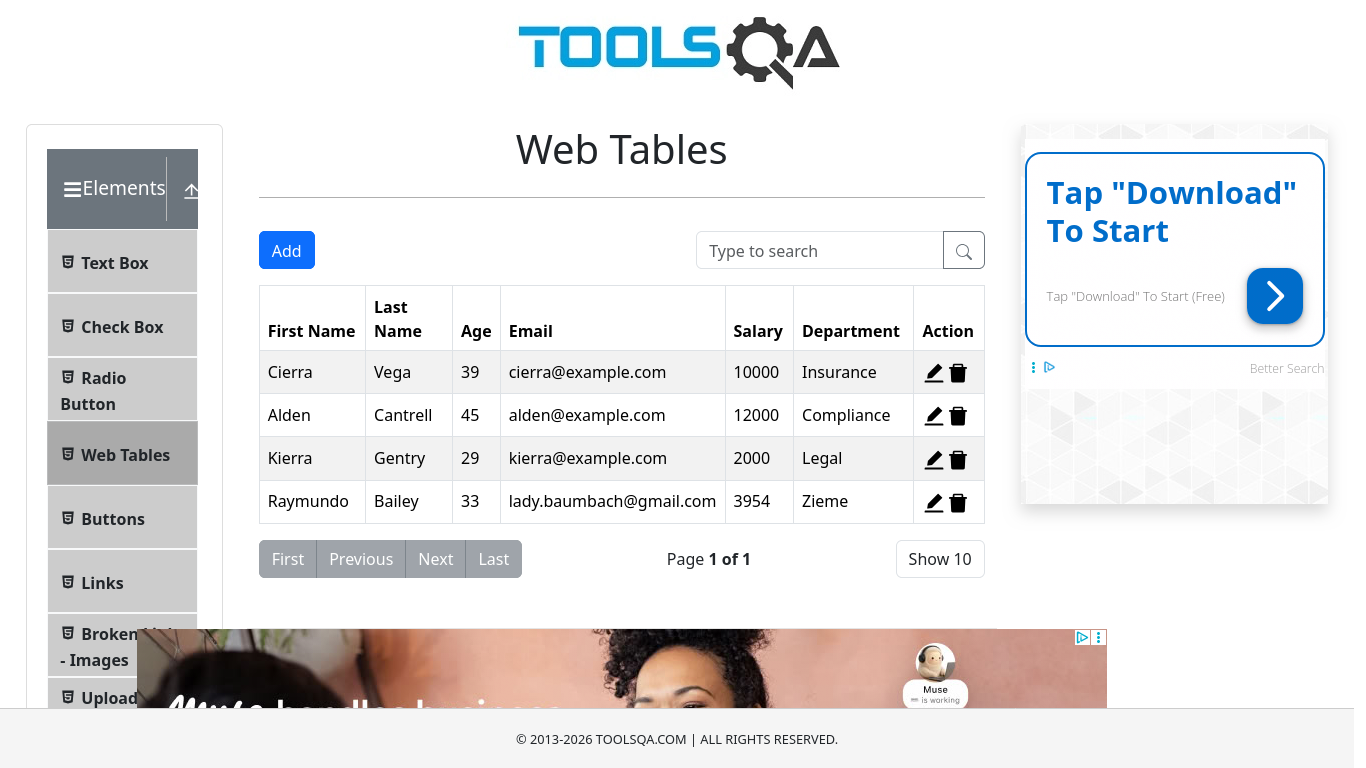 TOOLSQA
Elements
Text Box
Check Box
Radio
Button
Web Tables
Buttons
Links
Broken
- Images
Upload
Web Tables
Add
Type to search
First Name Last Name Age Email Salary Department Action
Cierra Vega 39 cierra@example.com 10000 Insurance
Alden Cantrell 45 alden@example.com 12000 Compliance
Kierra Gentry 29 kierra@example.com 2000 Legal
Raymundo Bailey 33 lady.baumbach@gmail.com 3954 Zieme
First Previous Next Last
Page 1 of 1
Show 10
Tap "Download"
To Start
Tap "Download" To Start (Free)
Better Search
Muse
is working
© 2013-2026 TOOLSQA.COM | ALL RIGHTS RESERVED.